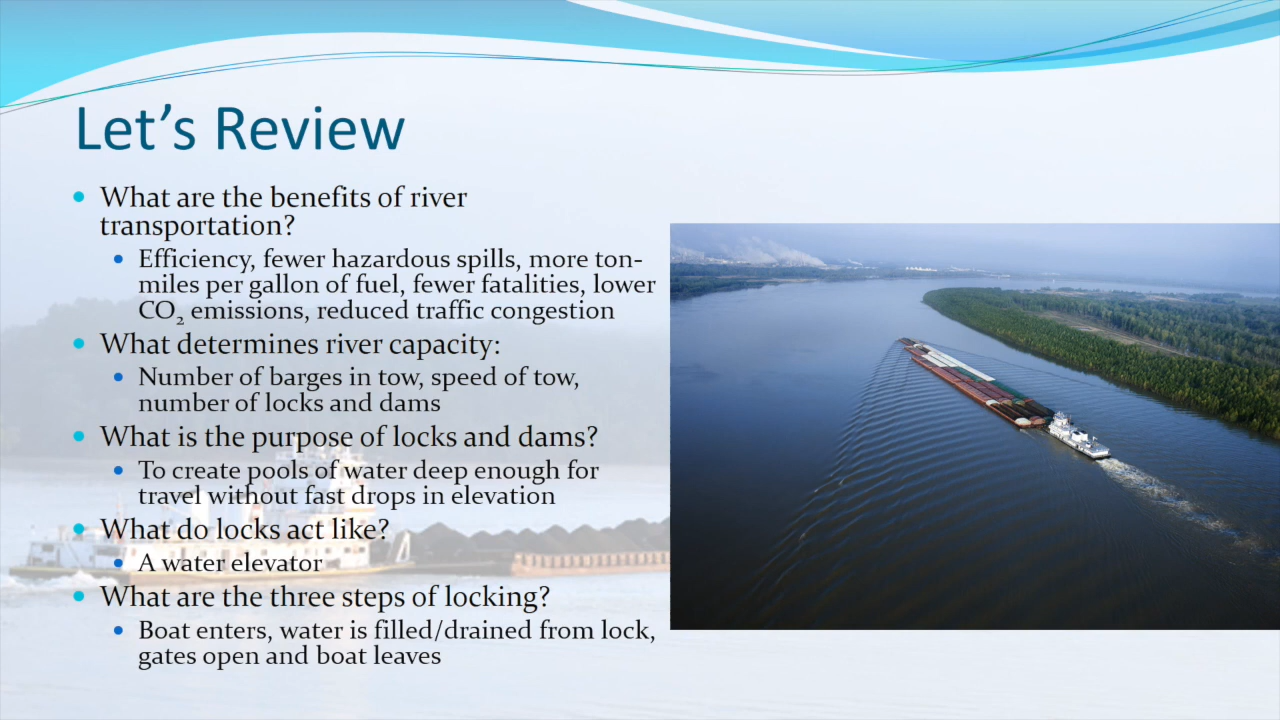 Let’s Review
• What are the benefits of river
transportation?
• Efficiency, fewer hazardous spills, more ton-
miles per gallon of fuel, fewer fatalities, lower
CO₂ emissions, reduced traffic congestion
• What determines river capacity:
• Number of barges in tow, speed of tow,
number of locks and dams
• What is the purpose of locks and dams?
• To create pools of water deep enough for
travel without fast drops in elevation
• What do locks act like?
• A water elevator
• What are the three steps of locking?
• Boat enters, water is filled/drained from lock,
gates open and boat leaves